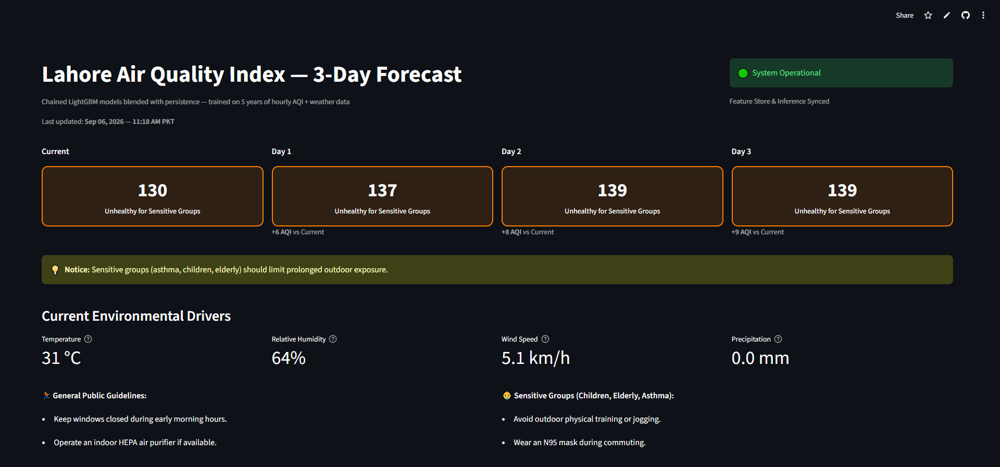 Share
Lahore Air Quality Index — 3-Day Forecast
System Operational
Chained LightGBM models blended with persistence — trained on 5 years of hourly AQI + weather data
Feature Store & Inference Synced
Last updated: Sep 06, 2026 — 11:18 AM PKT
Current
Day 1
Day 2
Day 3
130
Unhealthy for Sensitive Groups
137
Unhealthy for Sensitive Groups
139
Unhealthy for Sensitive Groups
139
Unhealthy for Sensitive Groups
+6 AQI vs Current
+8 AQI vs Current
+9 AQI vs Current
Notice: Sensitive groups (asthma, children, elderly) should limit prolonged outdoor exposure.
Current Environmental Drivers
Temperature
31 °C
Relative Humidity
64%
Wind Speed
5.1 km/h
Precipitation
0.0 mm
General Public Guidelines:
• Keep windows closed during early morning hours.
• Operate an indoor HEPA air purifier if available.
Sensitive Groups (Children, Elderly, Asthma):
• Avoid outdoor physical training or jogging.
• Wear an N95 mask during commuting.